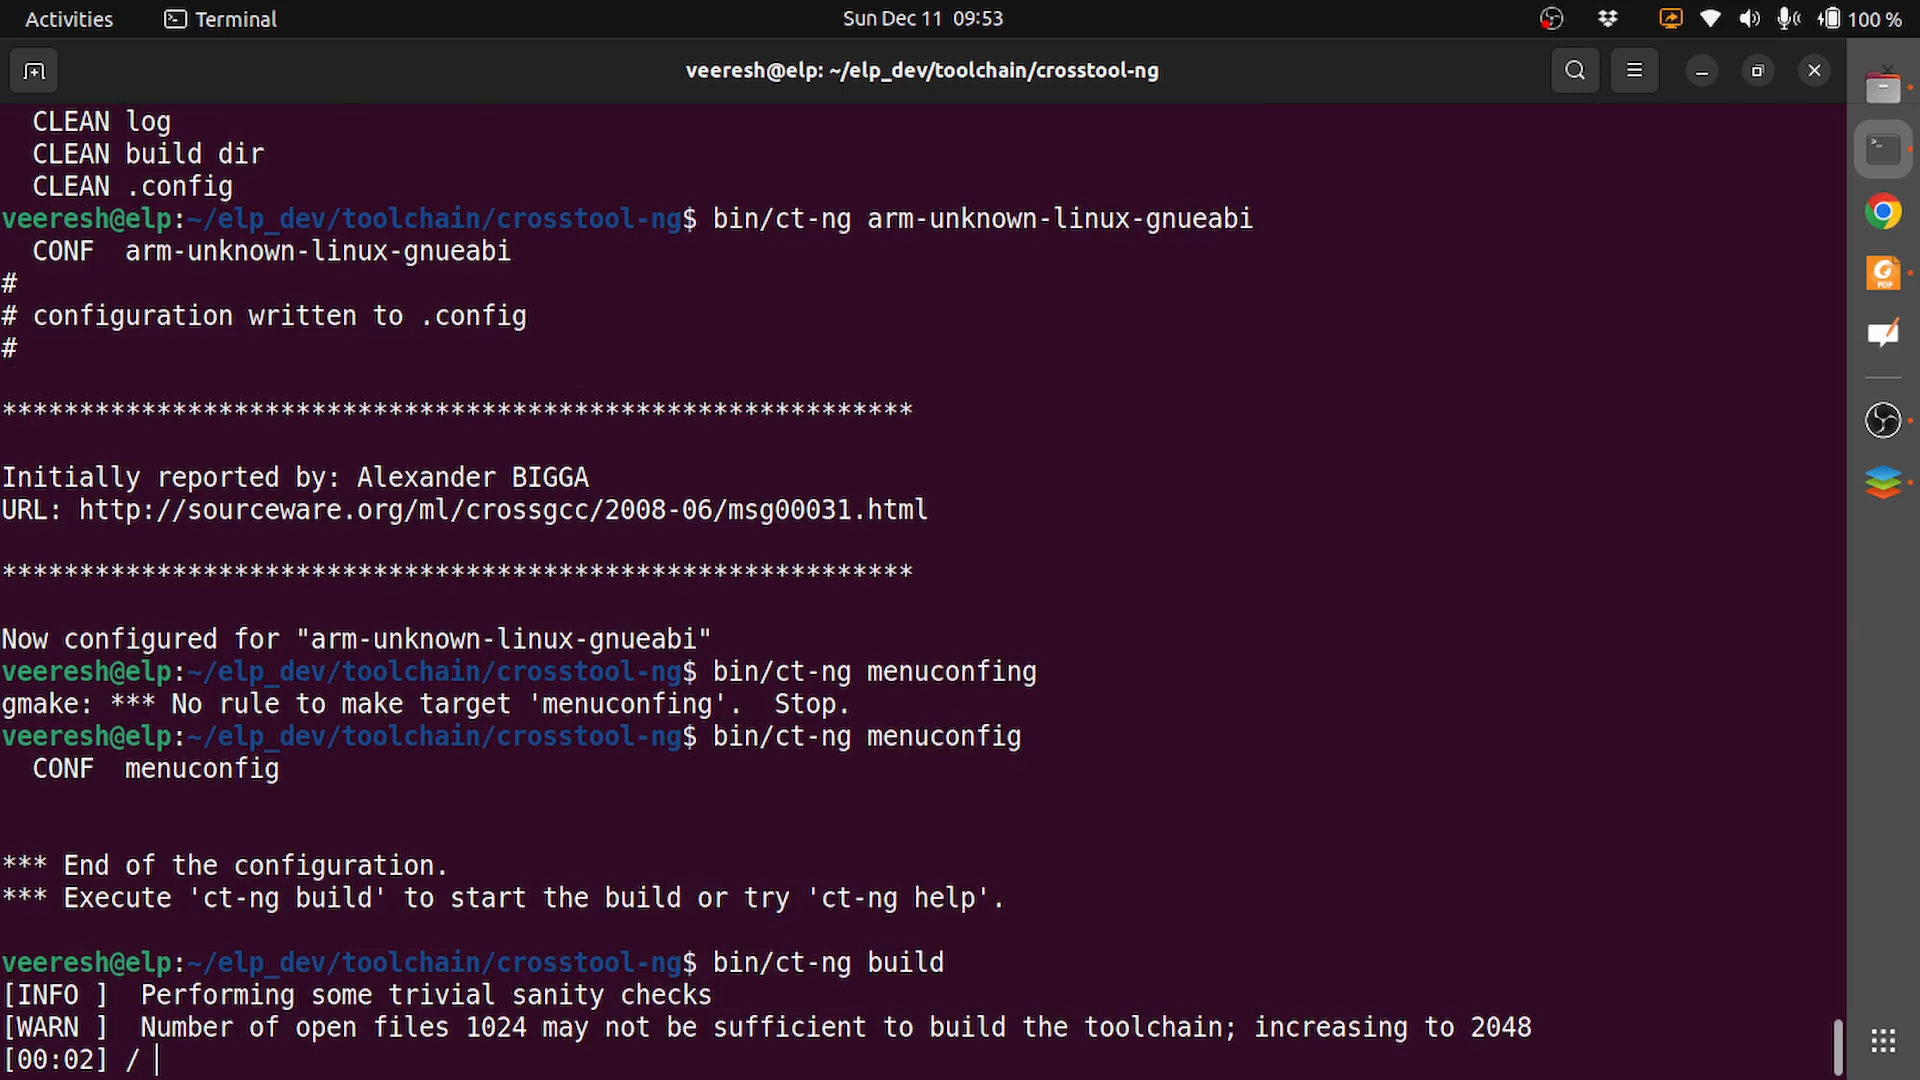 Activities Terminal Sun Dec 11 09:53 100 %
veeresh@elp: ~/elp_dev/toolchain/crosstool-ng
CLEAN log
CLEAN build dir
CLEAN .config
veeresh@elp:~/elp_dev/toolchain/crosstool-ng$ bin/ct-ng arm-unknown-linux-gnueabi
CONF arm-unknown-linux-gnueabi
#
# configuration written to .config
#
***********************************************************
Initially reported by: Alexander BIGGA
URL: http://sourceware.org/ml/crossgcc/2008-06/msg00031.html
***********************************************************
Now configured for "arm-unknown-linux-gnueabi"
veeresh@elp:~/elp_dev/toolchain/crosstool-ng$ bin/ct-ng menuconfing
gmake: *** No rule to make target 'menuconfing'. Stop.
veeresh@elp:~/elp_dev/toolchain/crosstool-ng$ bin/ct-ng menuconfig
CONF menuconfig
*** End of the configuration.
*** Execute 'ct-ng build' to start the build or try 'ct-ng help'.
veeresh@elp:~/elp_dev/toolchain/crosstool-ng$ bin/ct-ng build
[INFO ] Performing some trivial sanity checks
[WARN ] Number of open files 1024 may not be sufficient to build the toolchain; increasing to 2048
[00:02] /
PDF